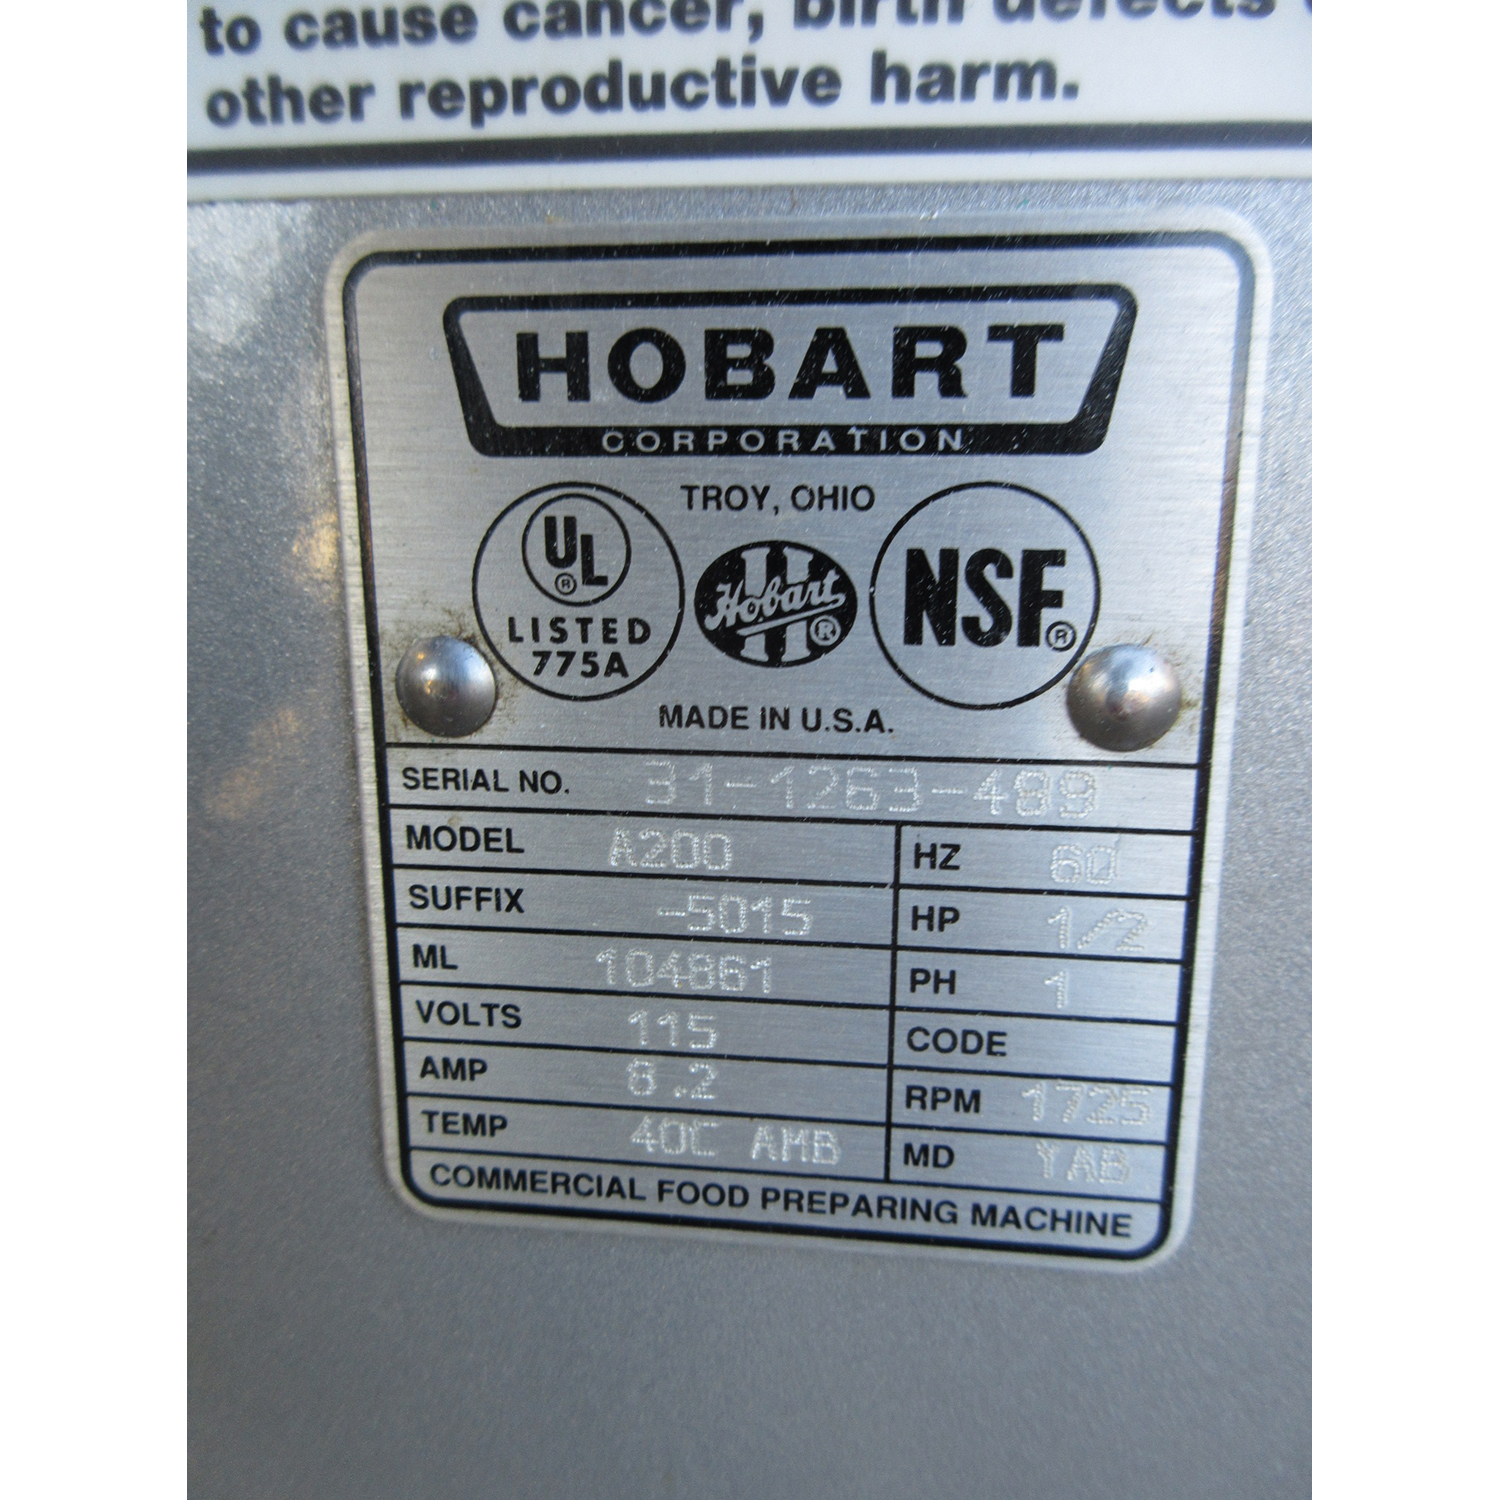 to cause cancer, birth defects
other reproductive harm.
HOBART
CORPORATION
TROY, OHIO
UL ®
LISTED
775A
Hobart ®
NSF ®
MADE IN U.S.A.
SERIAL NO. 31-1263-489
MODEL A200 HZ 60
SUFFIX -5015 HP 1/2
ML 104861 PH 1
VOLTS 115 CODE
AMP 8.2 RPM 1725
TEMP 40C AMB MD YAB
COMMERCIAL FOOD PREPARING MACHINE